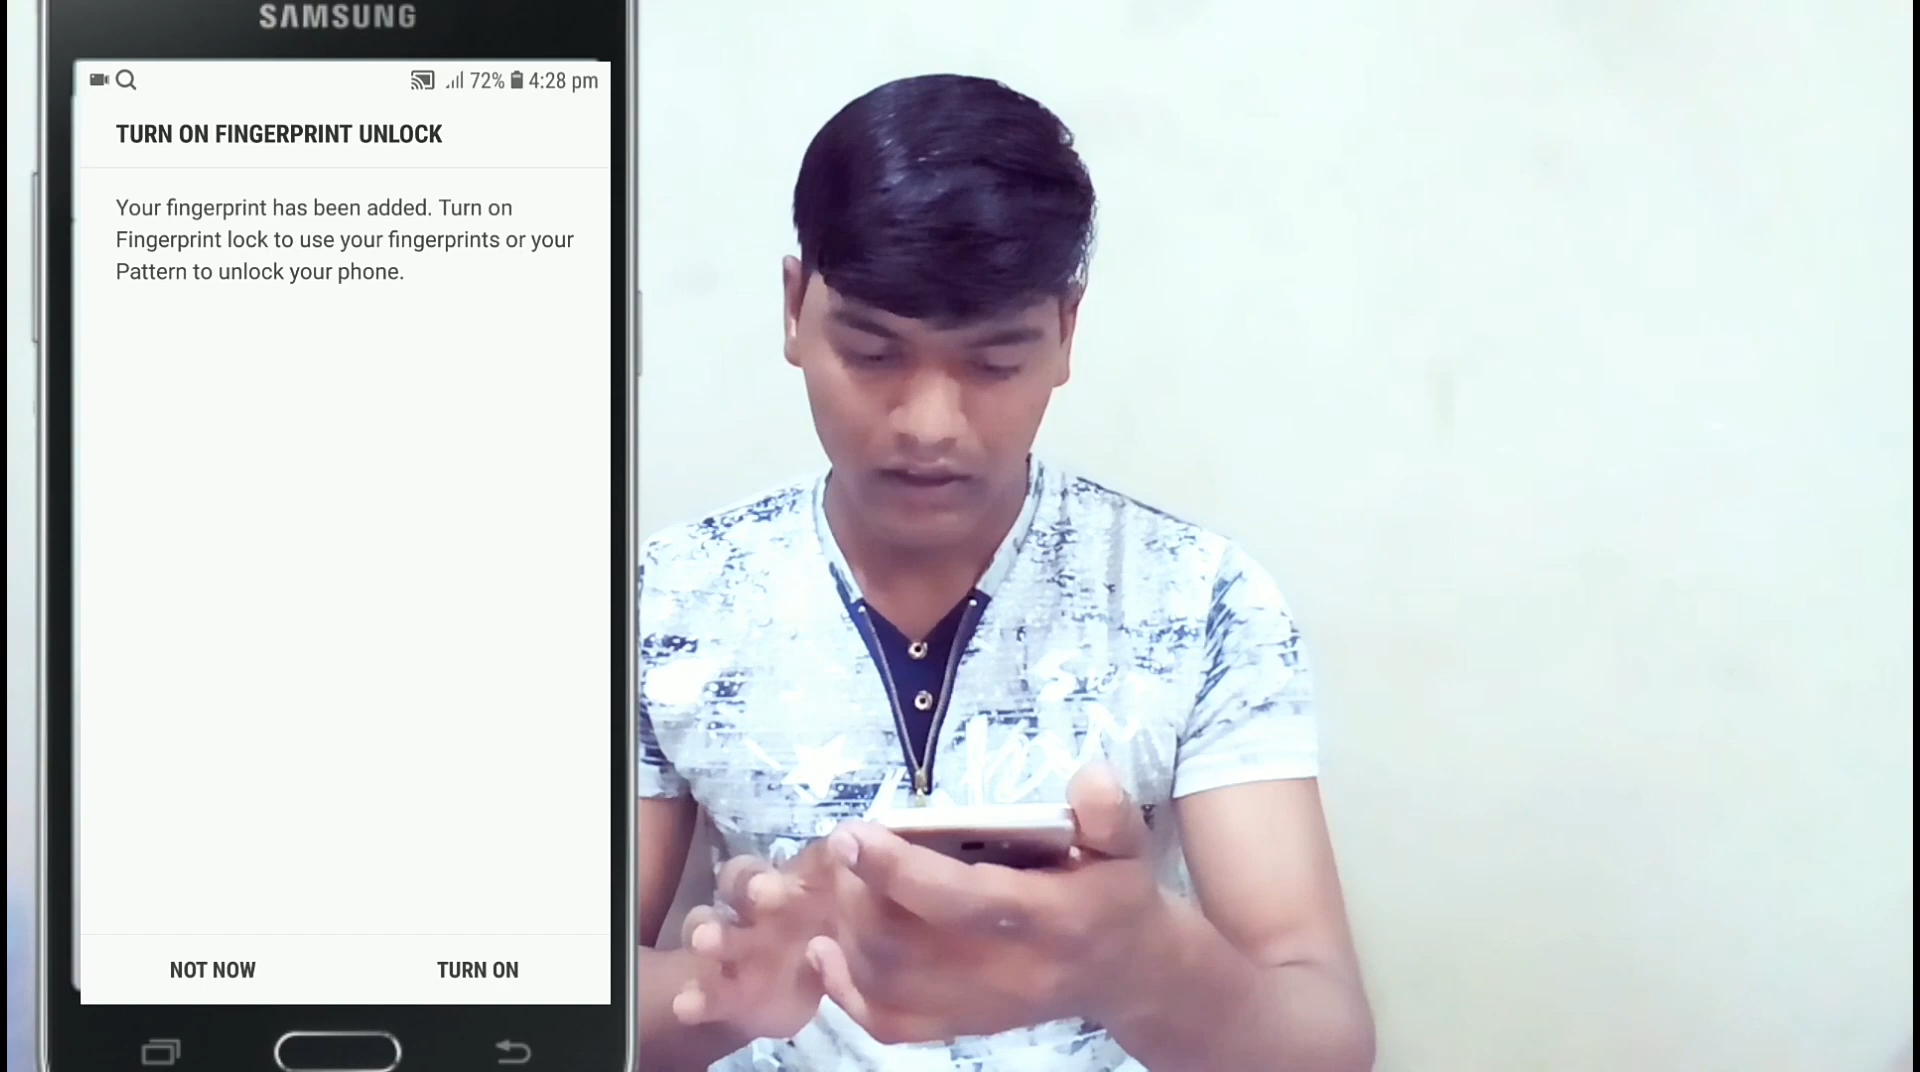 SAMSUNG
72% 4:28 pm
TURN ON FINGERPRINT UNLOCK
Your fingerprint has been added. Turn on
Fingerprint lock to use your fingerprints or your
Pattern to unlock your phone.
NOT NOW
TURN ON